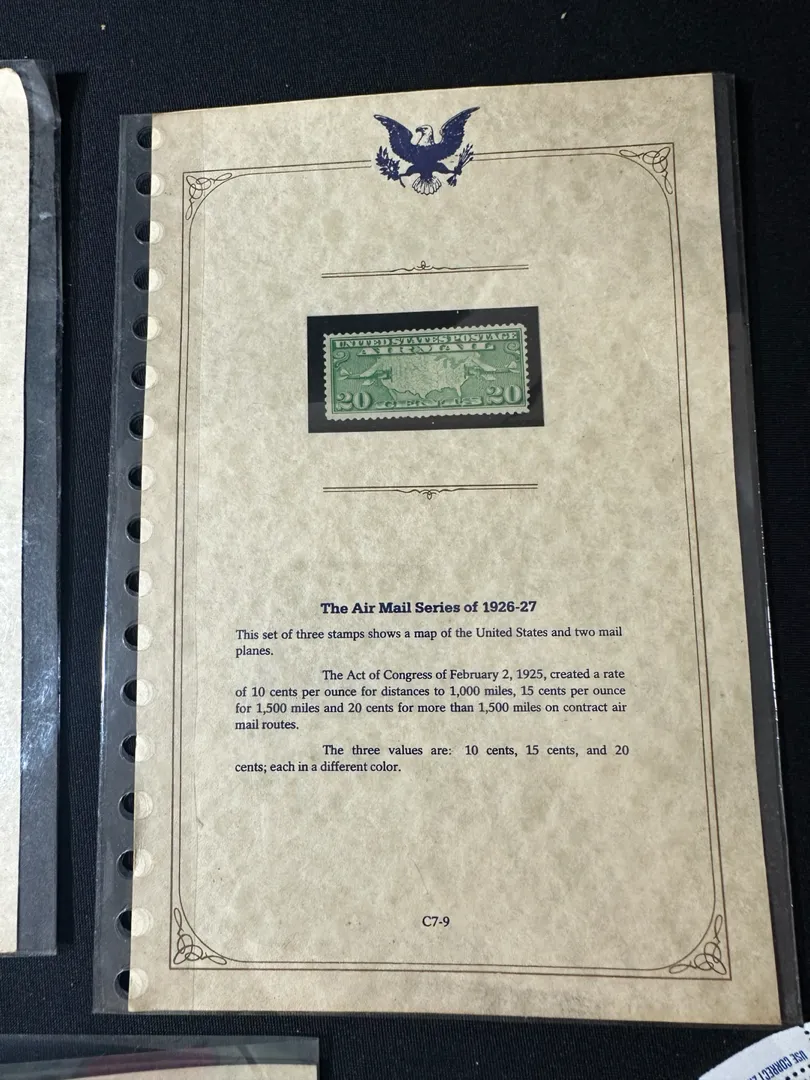 UNITED STATES POSTAGE
AIR MAIL
20 CENTS 20
The Air Mail Series of 1926-27
This set of three stamps shows a map of the United States and two mail
planes.
The Act of Congress of February 2, 1925, created a rate
of 10 cents per ounce for distances to 1,000 miles, 15 cents per ounce
for 1,500 miles and 20 cents for more than 1,500 miles on contract air
mail routes.
The three values are: 10 cents, 15 cents, and 20
cents; each in a different color.
C7-9
USE CORRECT